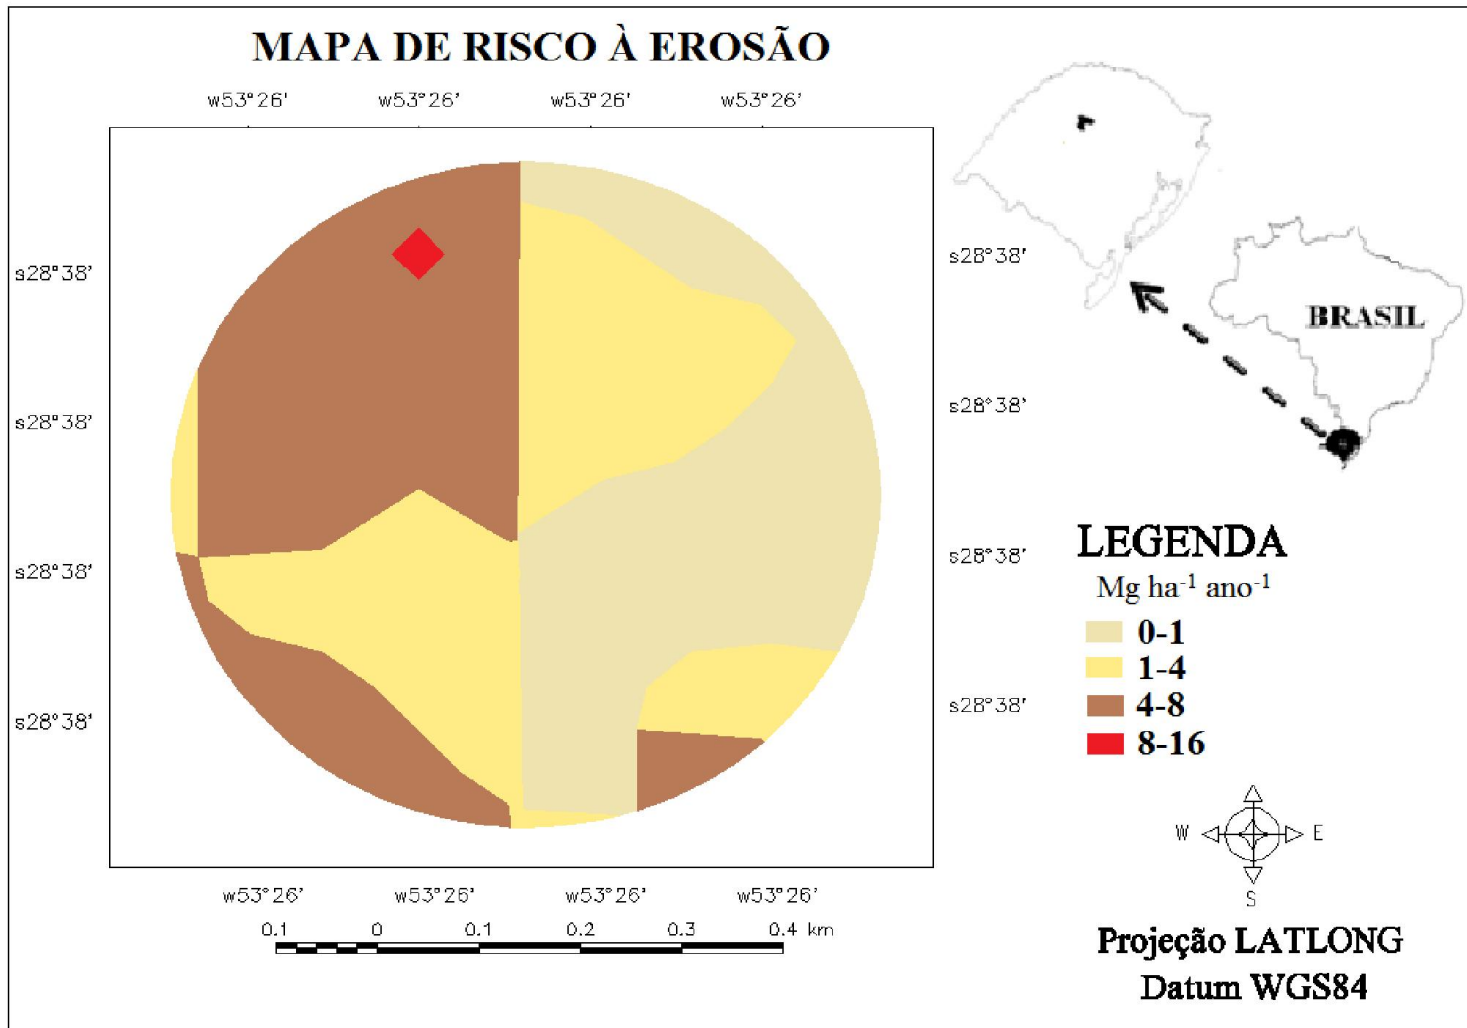 MAPA DE RISCO À EROSÃO
w53°26' w53°26' w53°26' w53°26'
s28°38' s28°38'
s28°38' s28°38'
s28°38' s28°38'
s28°38' s28°38'
w53°26' w53°26' w53°26' w53°26'
0.1 0 0.1 0.2 0.3 0.4 km
BRASIL
LEGENDA
Mg ha⁻¹ ano⁻¹
0-1
1-4
4-8
8-16
W E
S
Projeção LATLONG
Datum WGS84